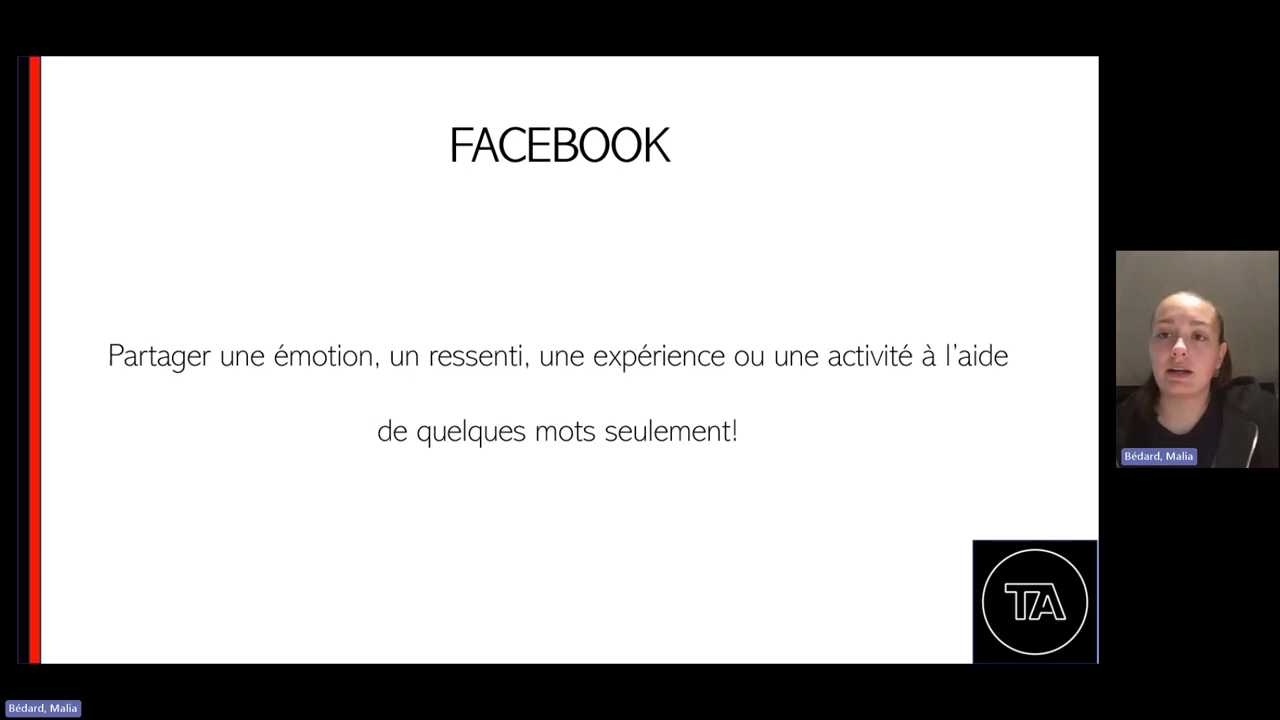 FACEBOOK
Partager une émotion, un ressenti, une expérience ou une activité à l’aide
de quelques mots seulement!
Bédard, Malia
TA
Bédard, Malia